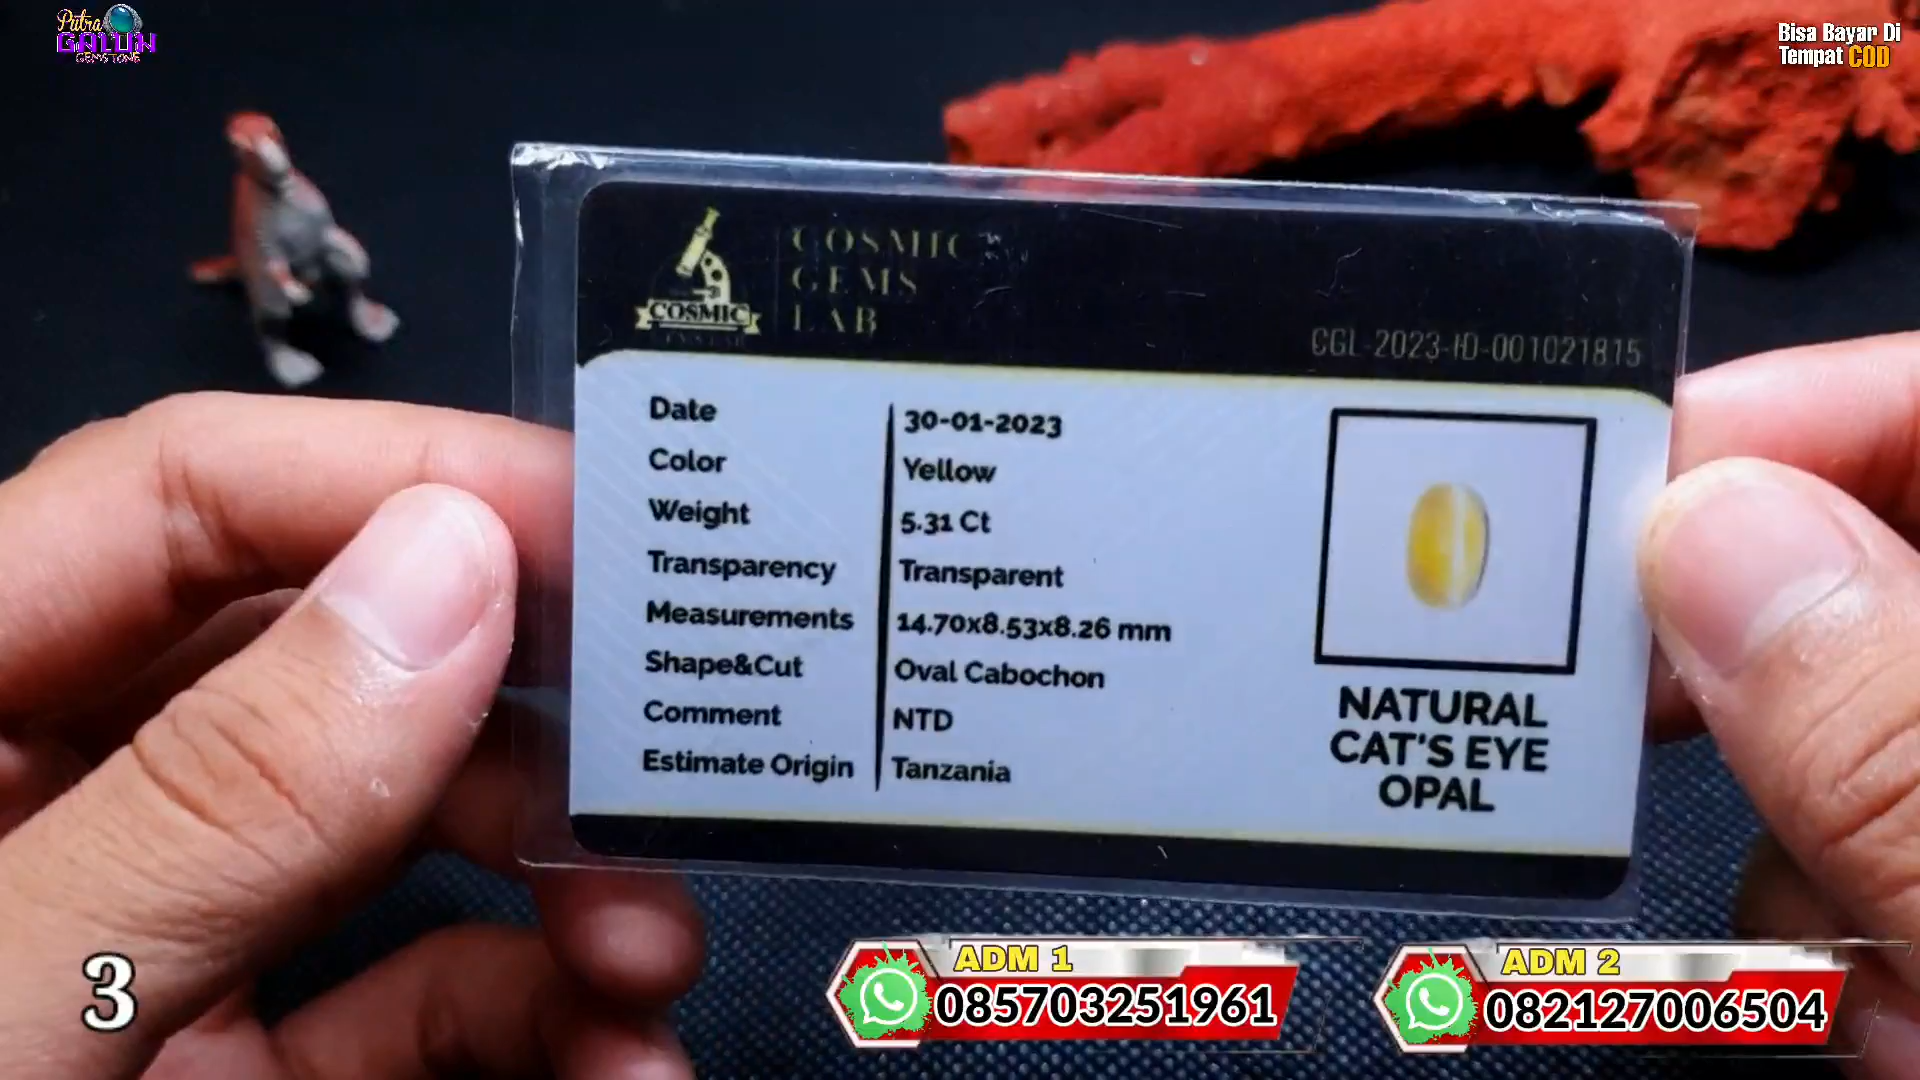 Putra
GALUH
GEMSTONE
Bisa Bayar Di
Tempat COD
COSMIC
GEMS
LAB
COSMIC
CGL-2023-ID-001021815
Date 30-01-2023
Color Yellow
Weight 5.31 Ct
Transparency Transparent
Measurements 14.70x8.53x8.26 mm
Shape&Cut Oval Cabochon
Comment NTD
Estimate Origin Tanzania
NATURAL
CAT'S EYE
OPAL
3
ADM 1
085703251961
ADM 2
082127006504